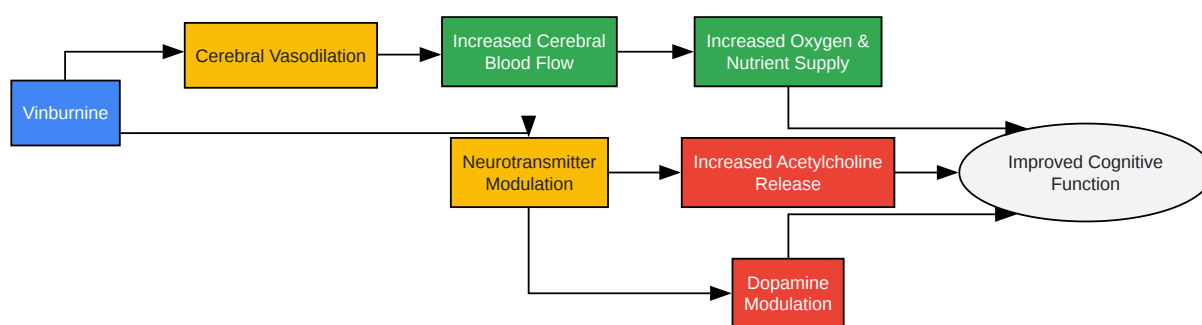 Vinburnine
Cerebral Vasodilation
Increased Cerebral
Blood Flow
Increased Oxygen &
Nutrient Supply
Neurotransmitter
Modulation
Increased Acetylcholine
Release
Improved Cognitive
Function
Dopamine
Modulation